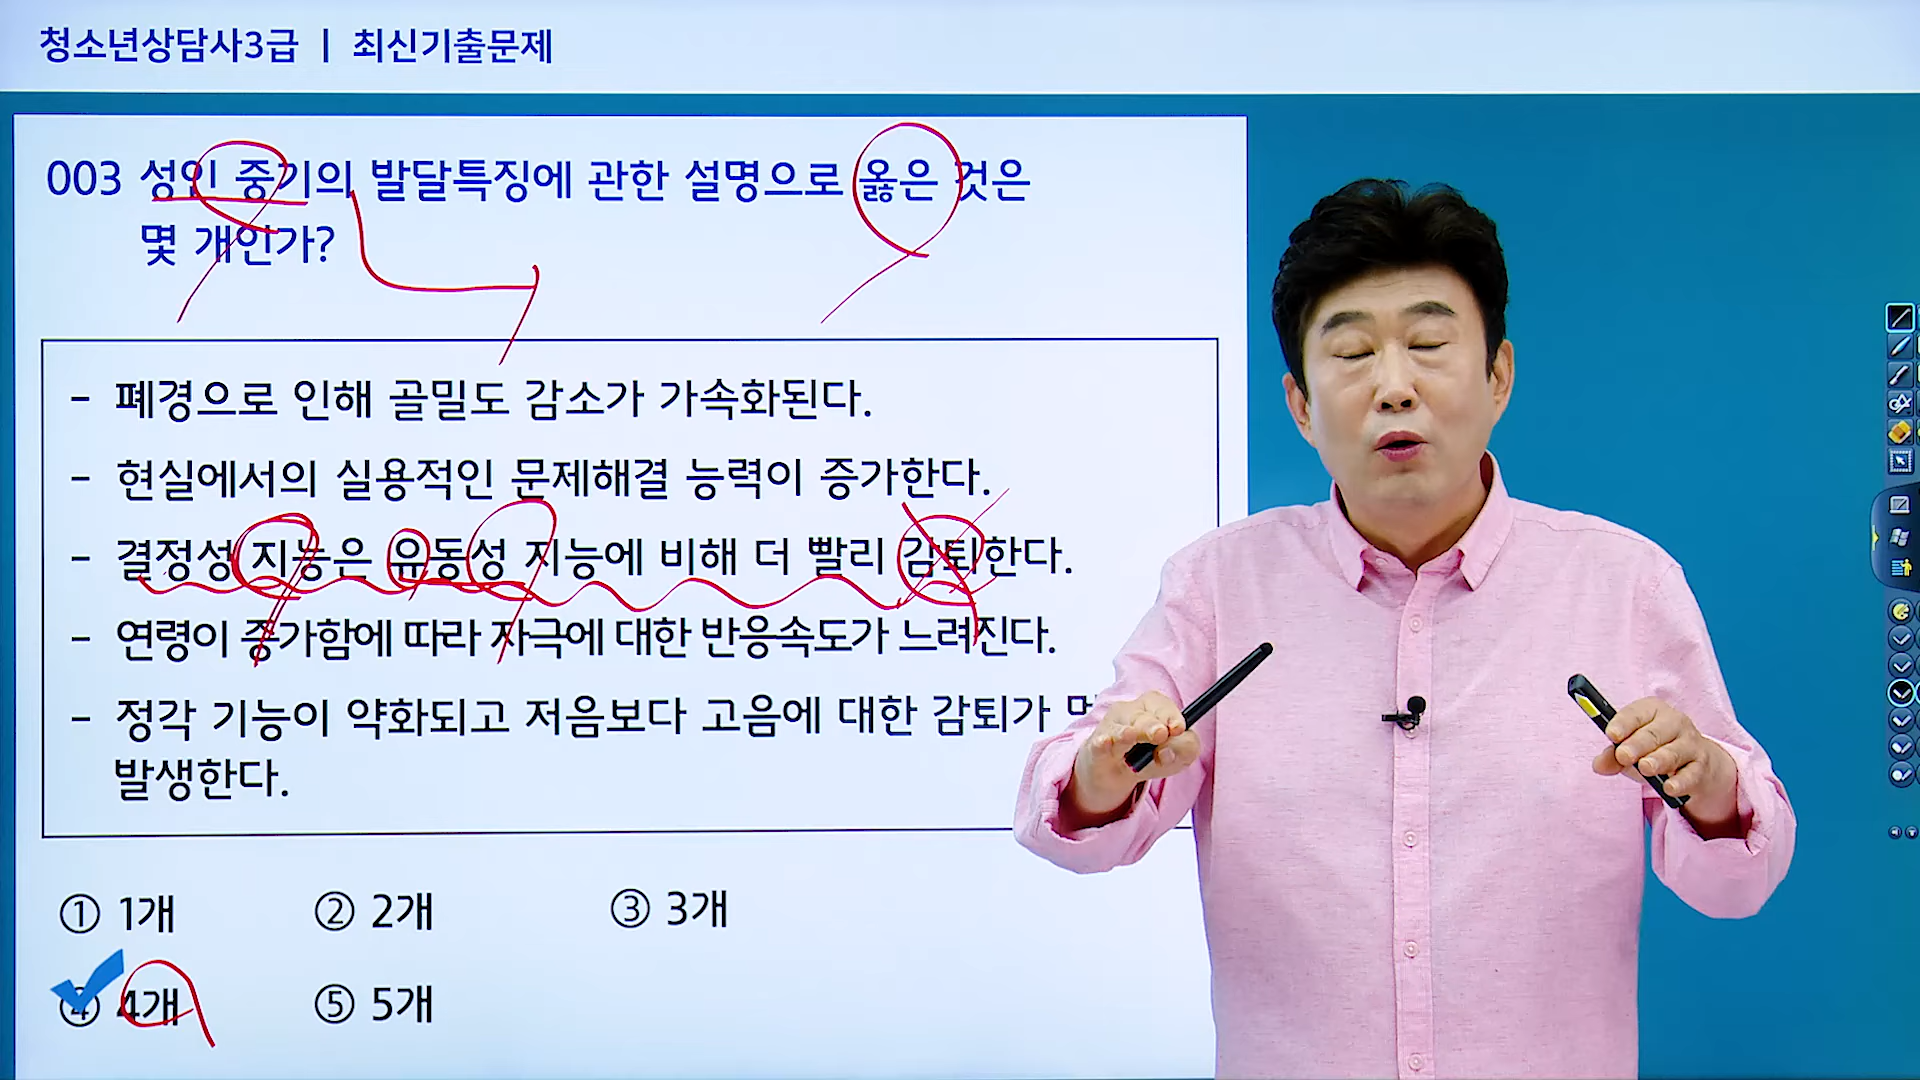 청소년상담사3급 | 최신기출문제
003 성인 중기의 발달특징에 관한 설명으로 옳은 것은
몇 개인가?
- 폐경으로 인해 골밀도 감소가 가속화된다.
- 현실에서의 실용적인 문제해결 능력이 증가한다.
- 결정성 지능은 유동성 지능에 비해 더 빨리 감퇴한다.
- 연령이 증가함에 따라 자극에 대한 반응속도가 느려진다.
- 정각 기능이 약화되고 저음보다 고음에 대한 감퇴가
발생한다.
① 1개 ② 2개 ③ 3개
④ 4개 ⑤ 5개